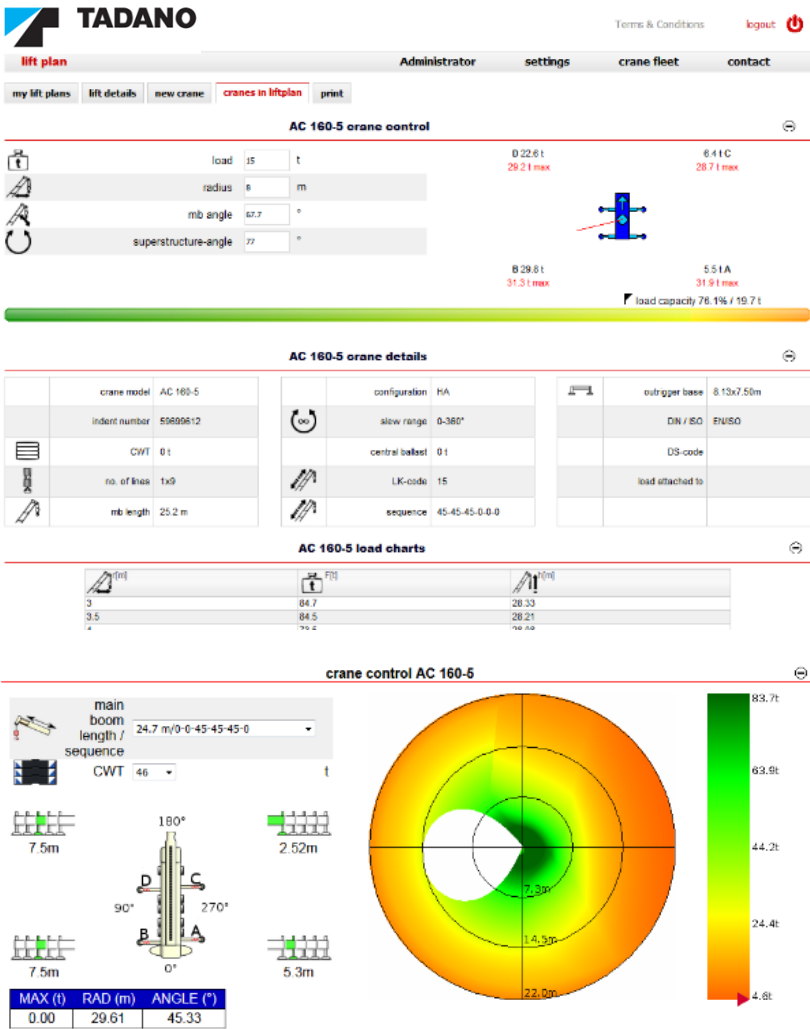 TADANO
Terms & Conditions logout
lift plan Administrator settings crane fleet contact
my lift plans lift details new crane cranes in liftplan print
AC 160-5 crane control
load 15 t
radius 8 m
mb angle 67.7 °
superstructure-angle 77 °
D 22.6 t 6.4 t C
29.2 t max 28.7 t max
B 29.8 t 5.5 t A
31.3 t max 31.9 t max
load capacity 76.1% / 19.7 t
AC 160-5 crane details
crane model AC 160-5 configuration HA outrigger base 8.13x7.50m
indent number 59699612 slew range 0-360° DIN / ISO EN/ISO
CWT 0 t central ballast 0 t DS-code
no. of lines 1x9 LK-code 15 load attached to
mb length 25.2 m sequence 45-45-45-0-0-0
AC 160-5 load charts
r[m] F[t] h[m]
3 84.7 28.33
3.5 84.5 28.21
crane control AC 160-5
main
boom
length /
sequence
24.7 m/0-0-45-45-45-0
CWT 46 t
7.5m 180° 2.52m
D C
90° 270°
B A
7.5m 0° 5.3m
MAX (t) RAD (m) ANGLE (°)
0.00 29.61 45.33
7.3m
14.5m
22.0m
83.7t
63.9t
44.2t
24.4t
4.6t